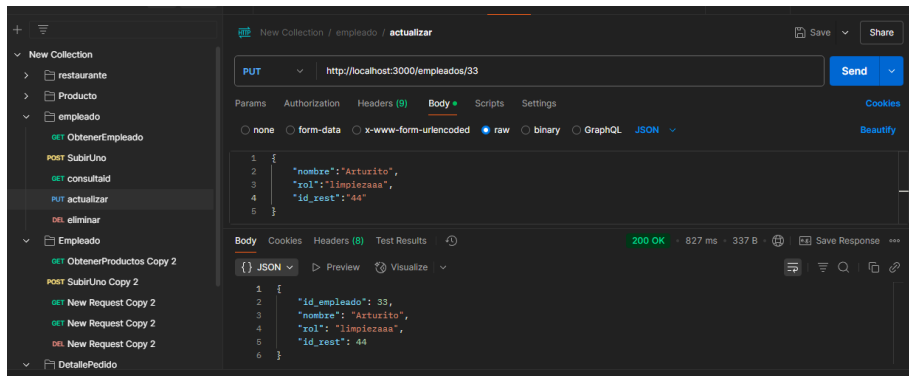 New Collection / empleado / actualizar
Save
Share
New Collection
restaurante
Producto
empleado
GET ObtenerEmpleado
POST SubirUno
GET consultaid
PUT actualizar
DEL eliminar
Empleado
GET ObtenerProductos Copy 2
POST SubirUno Copy 2
GET New Request Copy 2
GET New Request Copy 2
DEL New Request Copy 2
DetallePedido
PUT http://localhost:3000/empleados/33 Send
Params Authorization Headers (9) Body Scripts Settings Cookies
none form-data x-www-form-urlencoded raw binary GraphQL JSON Beautify
1 {
2 "nombre":"Arturito",
3 "rol":"limpiezaaa",
4 "id_rest":"44"
5 }
Body Cookies Headers (8) Test Results 200 OK 827 ms 337 B Save Response
{} JSON Preview Visualize
1 {
2 "id_empleado": 33,
3 "nombre": "Arturito",
4 "rol": "limpiezaaa",
5 "id_rest": 44
6 }